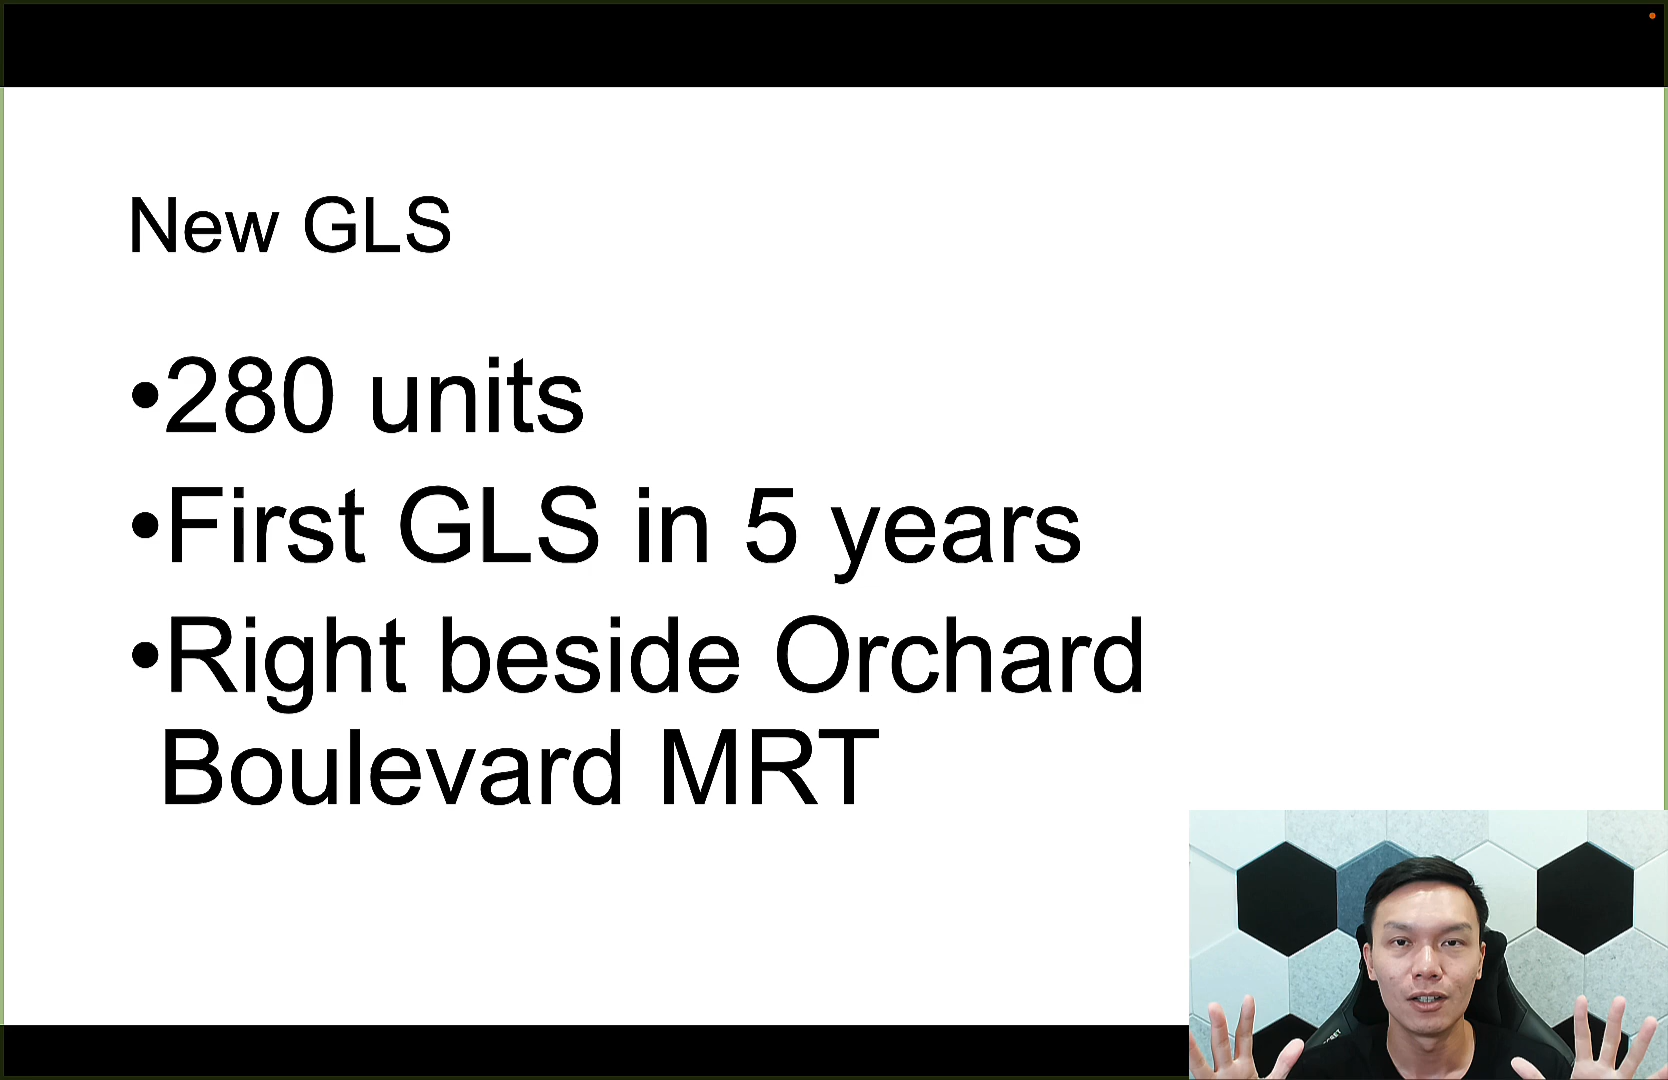 New GLS
•280 units
•First GLS in 5 years
•Right beside Orchard
Boulevard MRT